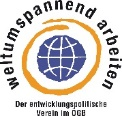 weltumspannend arbeiten
Der entwicklungspolitische
Verein im ÖGB